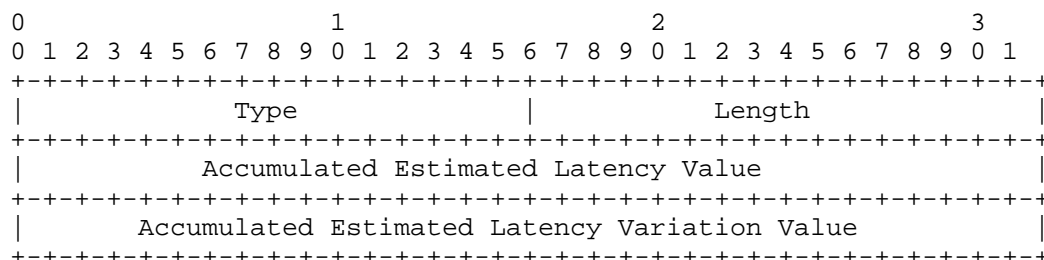 0                   1                   2                   3
0 1 2 3 4 5 6 7 8 9 0 1 2 3 4 5 6 7 8 9 0 1 2 3 4 5 6 7 8 9 0 1
+-+-+-+-+-+-+-+-+-+-+-+-+-+-+-+-+-+-+-+-+-+-+-+-+-+-+-+-+-+-+-+-+
|             Type              |           Length              |
+-+-+-+-+-+-+-+-+-+-+-+-+-+-+-+-+-+-+-+-+-+-+-+-+-+-+-+-+-+-+-+-+
|           Accumulated Estimated Latency Value                 |
+-+-+-+-+-+-+-+-+-+-+-+-+-+-+-+-+-+-+-+-+-+-+-+-+-+-+-+-+-+-+-+-+
|       Accumulated Estimated Latency Variation Value           |
+-+-+-+-+-+-+-+-+-+-+-+-+-+-+-+-+-+-+-+-+-+-+-+-+-+-+-+-+-+-+-+-+